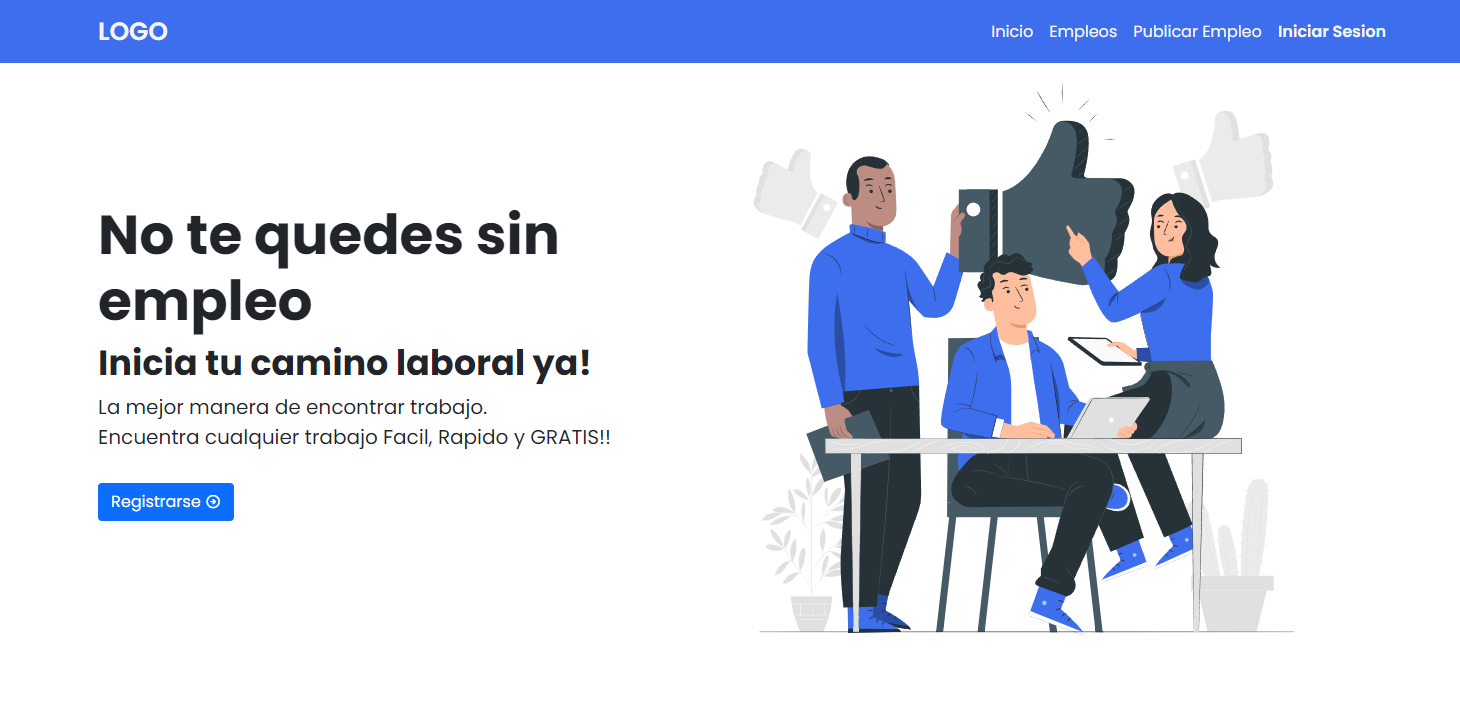 LOGO
Inicio Empleos Publicar Empleo Iniciar Sesion
No te quedes sin
empleo
Inicia tu camino laboral ya!
La mejor manera de encontrar trabajo.
Encuentra cualquier trabajo Facil, Rapido y GRATIS!!
Registrarse